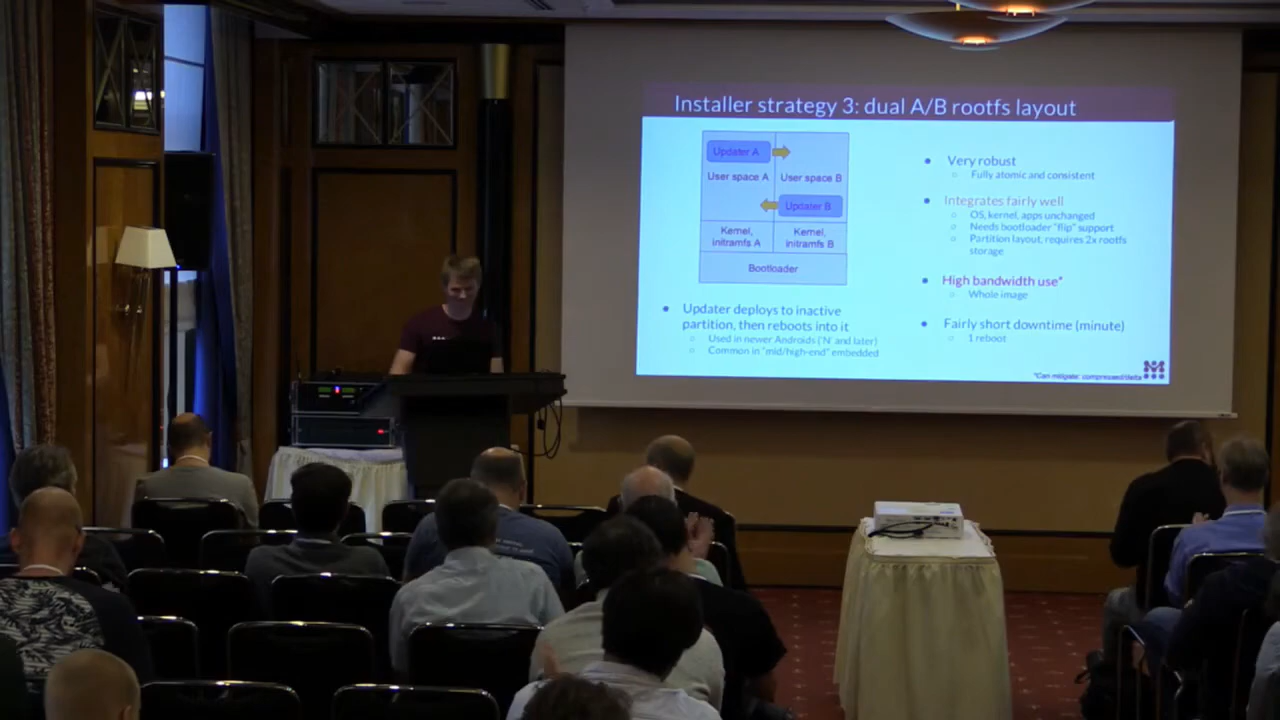 Installer strategy 3: dual A/B rootfs layout
Updater A
User space A
User space B
Updater B
Kernel,
initramfs A
Kernel,
initramfs B
Bootloader
• Updater deploys to inactive
partition, then reboots into it
○ Used in newer Androids ('N' and later)
○ Common in "mid/high-end" embedded
• Very robust
○ Fully atomic and consistent
• Integrates fairly well
○ OS, kernel, apps unchanged
○ Needs bootloader "flip" support
○ Partition layout, requires 2x rootfs
storage
• High bandwidth use*
○ Whole image
• Fairly short downtime (minute)
○ 1 reboot
*Can mitigate: compressed/delta